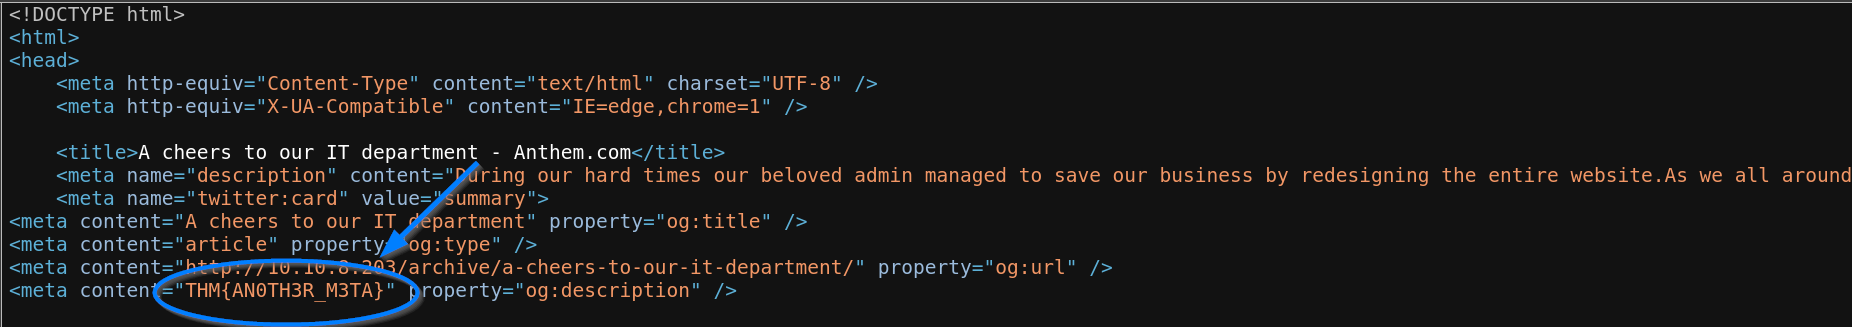 <!DOCTYPE html>
<html>
<head>
    <meta http-equiv="Content-Type" content="text/html" charset="UTF-8" />
    <meta http-equiv="X-UA-Compatible" content="IE=edge,chrome=1" />
    <title>A cheers to our IT department - Anthem.com</title>
    <meta name="description" content="During our hard times our beloved admin managed to save our business by redesigning the entire website.As we all around
    <meta name="twitter:card" value="summary">
<meta content="A cheers to our IT department" property="og:title" />
<meta content="article" property="og:type" />
<meta content="http://10.10.8.203/archive/a-cheers-to-our-it-department/" property="og:url" />
<meta content="THM{AN0TH3R_M3TA}" property="og:description" />